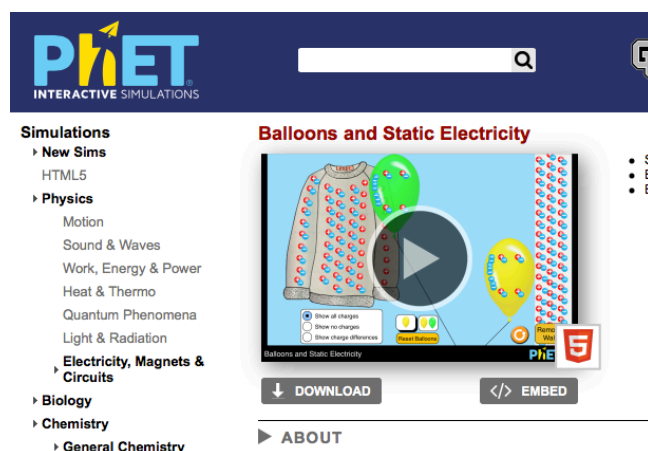 PhET
INTERACTIVE SIMULATIONS
Simulations
New Sims
HTML5
Physics
Motion
Sound & Waves
Work, Energy & Power
Heat & Thermo
Quantum Phenomena
Light & Radiation
Electricity, Magnets &
Circuits
Biology
Chemistry
General Chemistry
Balloons and Static Electricity
Show all charges
Show no charges
Show charge differences
Reset Balloons
Balloons and Static Electricity
PhE
5
DOWNLOAD
</> EMBED
ABOUT